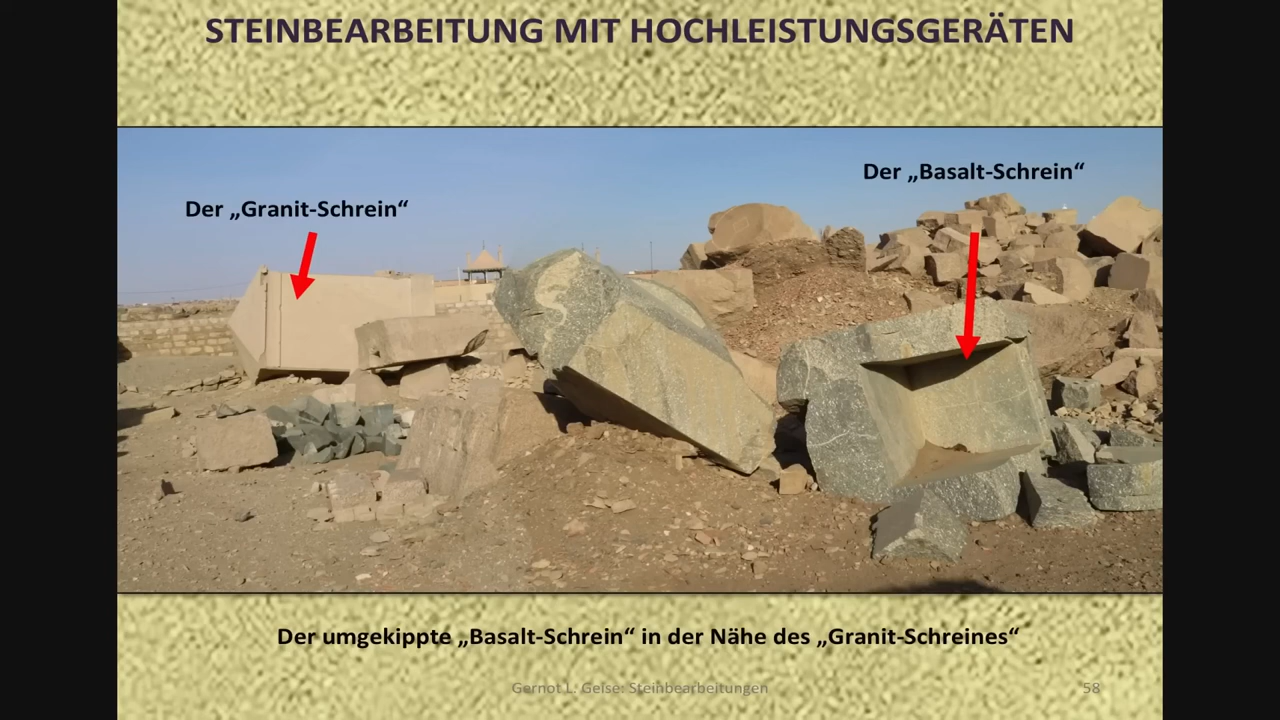 STEINBEARBEITUNG MIT HOCHLEISTUNGSGERÄTEN
Der „Basalt-Schrein“
Der „Granit-Schrein“
Der umgekippte „Basalt-Schrein“ in der Nähe des „Granit-Schreines“
Gernot L. Geise: Steinbearbeitungen
58